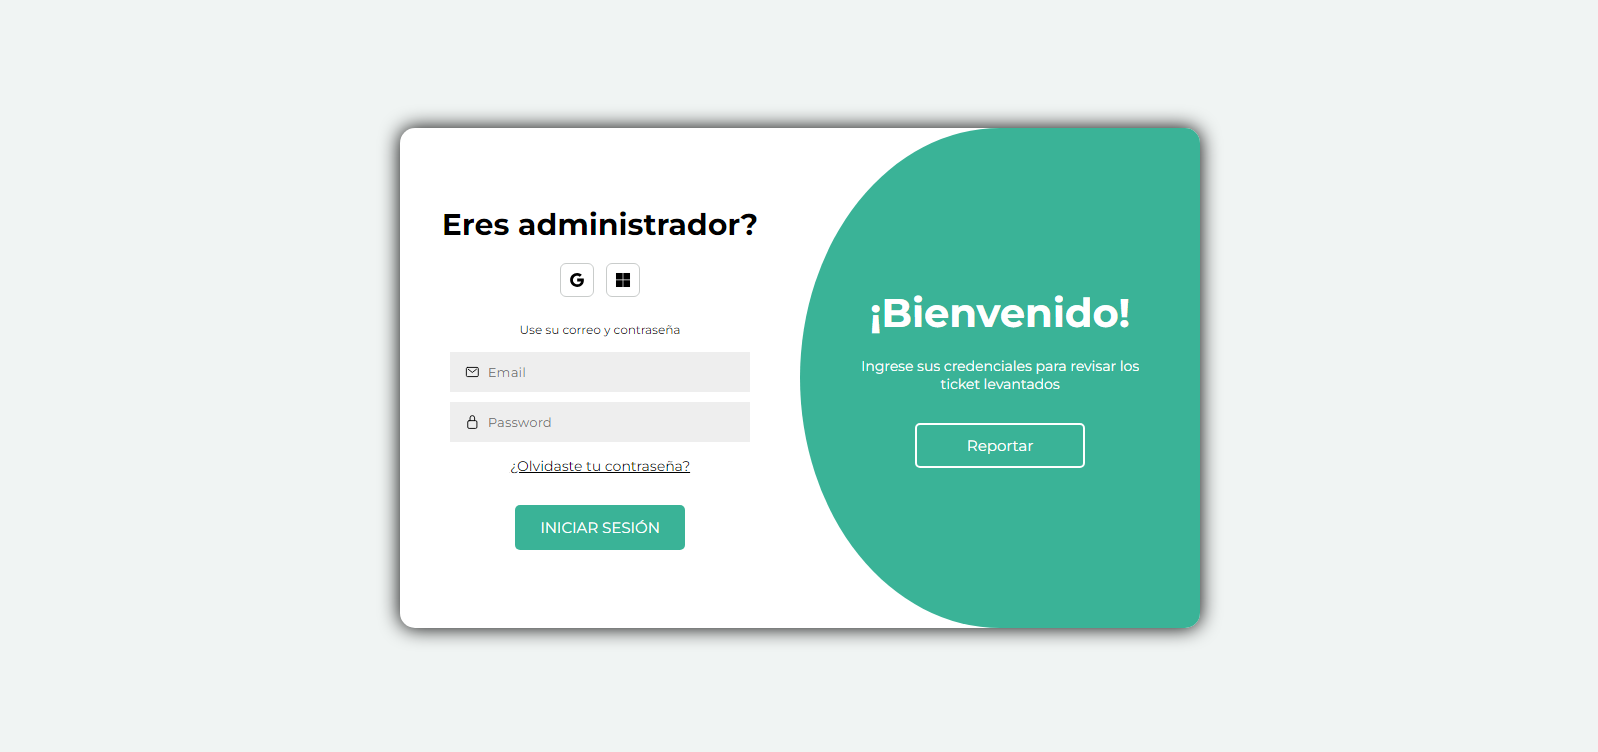 Eres administrador?
Use su correo y contraseña
Email
Password
¿Olvidaste tu contraseña?
INICIAR SESIÓN
¡Bienvenido!
Ingrese sus credenciales para revisar los
ticket levantados
Reportar